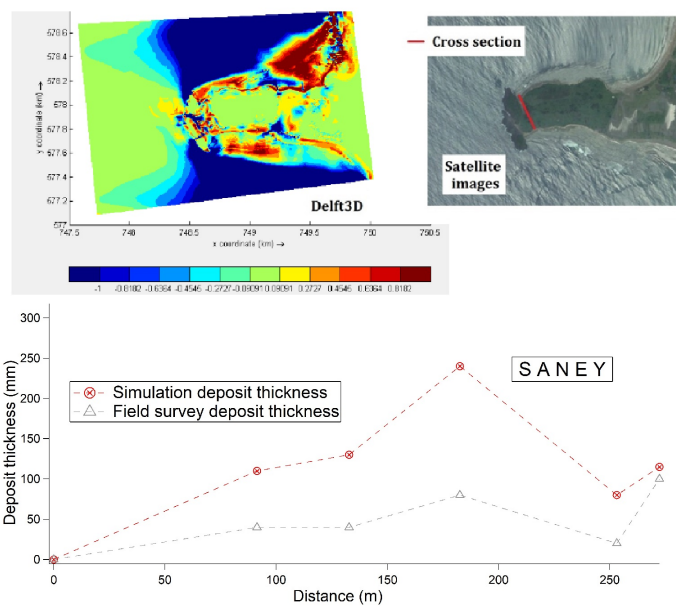 678.6
678.4
678.2
678
677.8
677.6
677.4
677.2
677
y coordinate (km) →
747.5
748
748.5
749
749.5
750
750.5
x coordinate (km) →
Delft3D
-1 -0.8182 -0.6364 -0.4545 -0.2727 -0.09091 0.09091 0.2727 0.4545 0.6364 0.8182
Cross section
Satellite
images
300
250
200
150
100
50
0
Deposit thickness (mm)
SANEY
Simulation deposit thickness
Field survey deposit thickness
0 50 100 150 200 250
Distance (m)